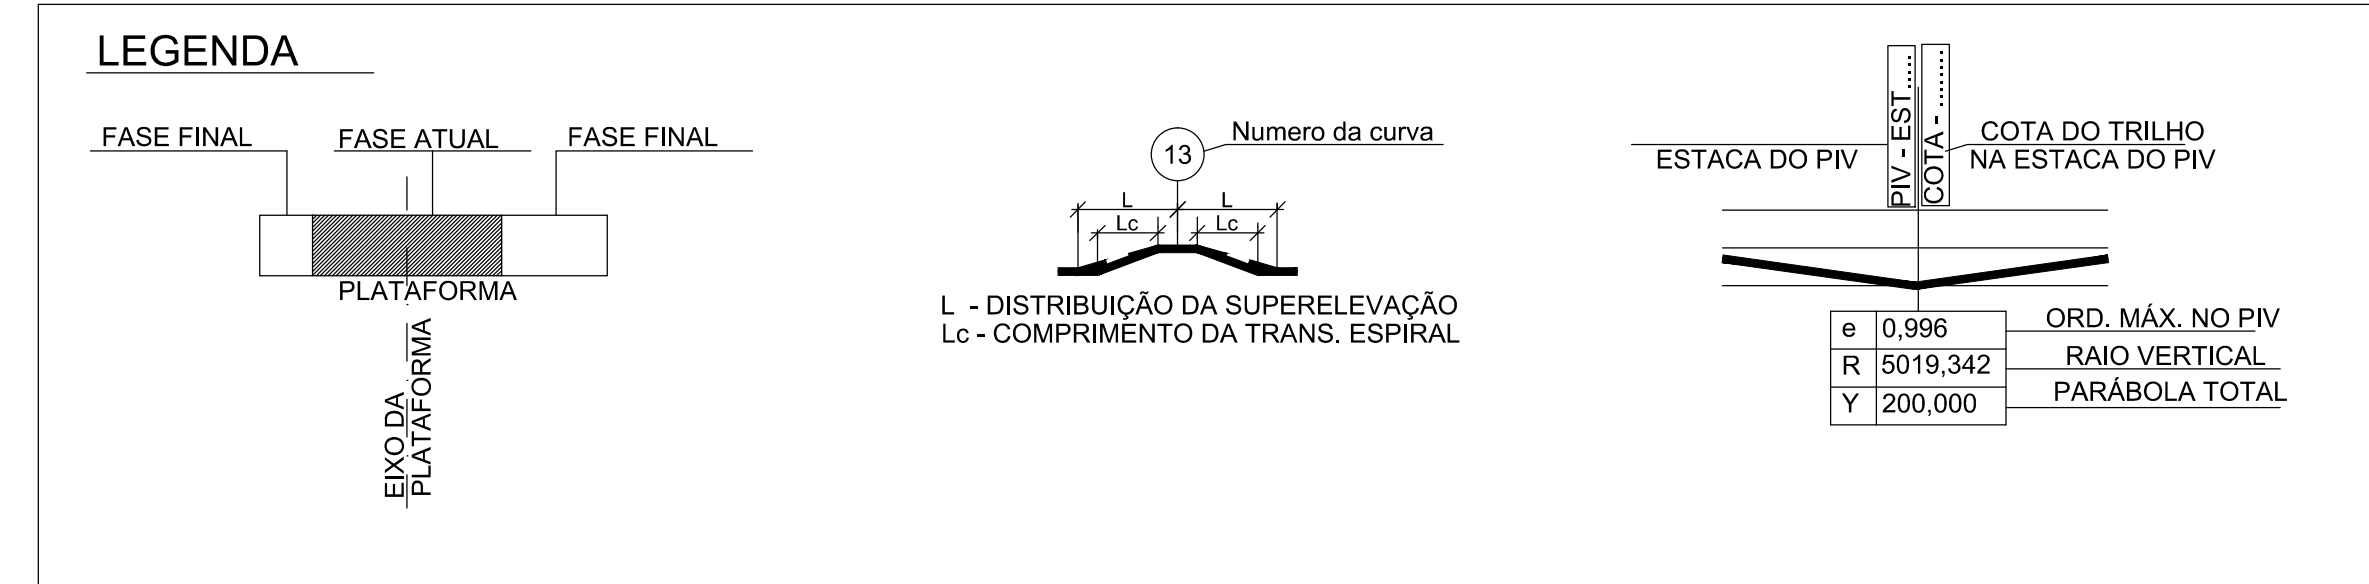 LEGENDA
FASE FINAL
FASE ATUAL
FASE FINAL
PLATAFORMA
EIXO DA
PLATAFORMA
13
Numero da curva
L
L
Lc
Lc
L - DISTRIBUIÇÃO DA SUPERELEVAÇÃO
Lc - COMPRIMENTO DA TRANS. ESPIRAL
ESTACA DO PIV
PIV - EST......
COTA - ........
COTA DO TRILHO
NA ESTACA DO PIV
e 0,996
R 5019,342
Y 200,000
ORD. MÁX. NO PIV
RAIO VERTICAL
PARÁBOLA TOTAL